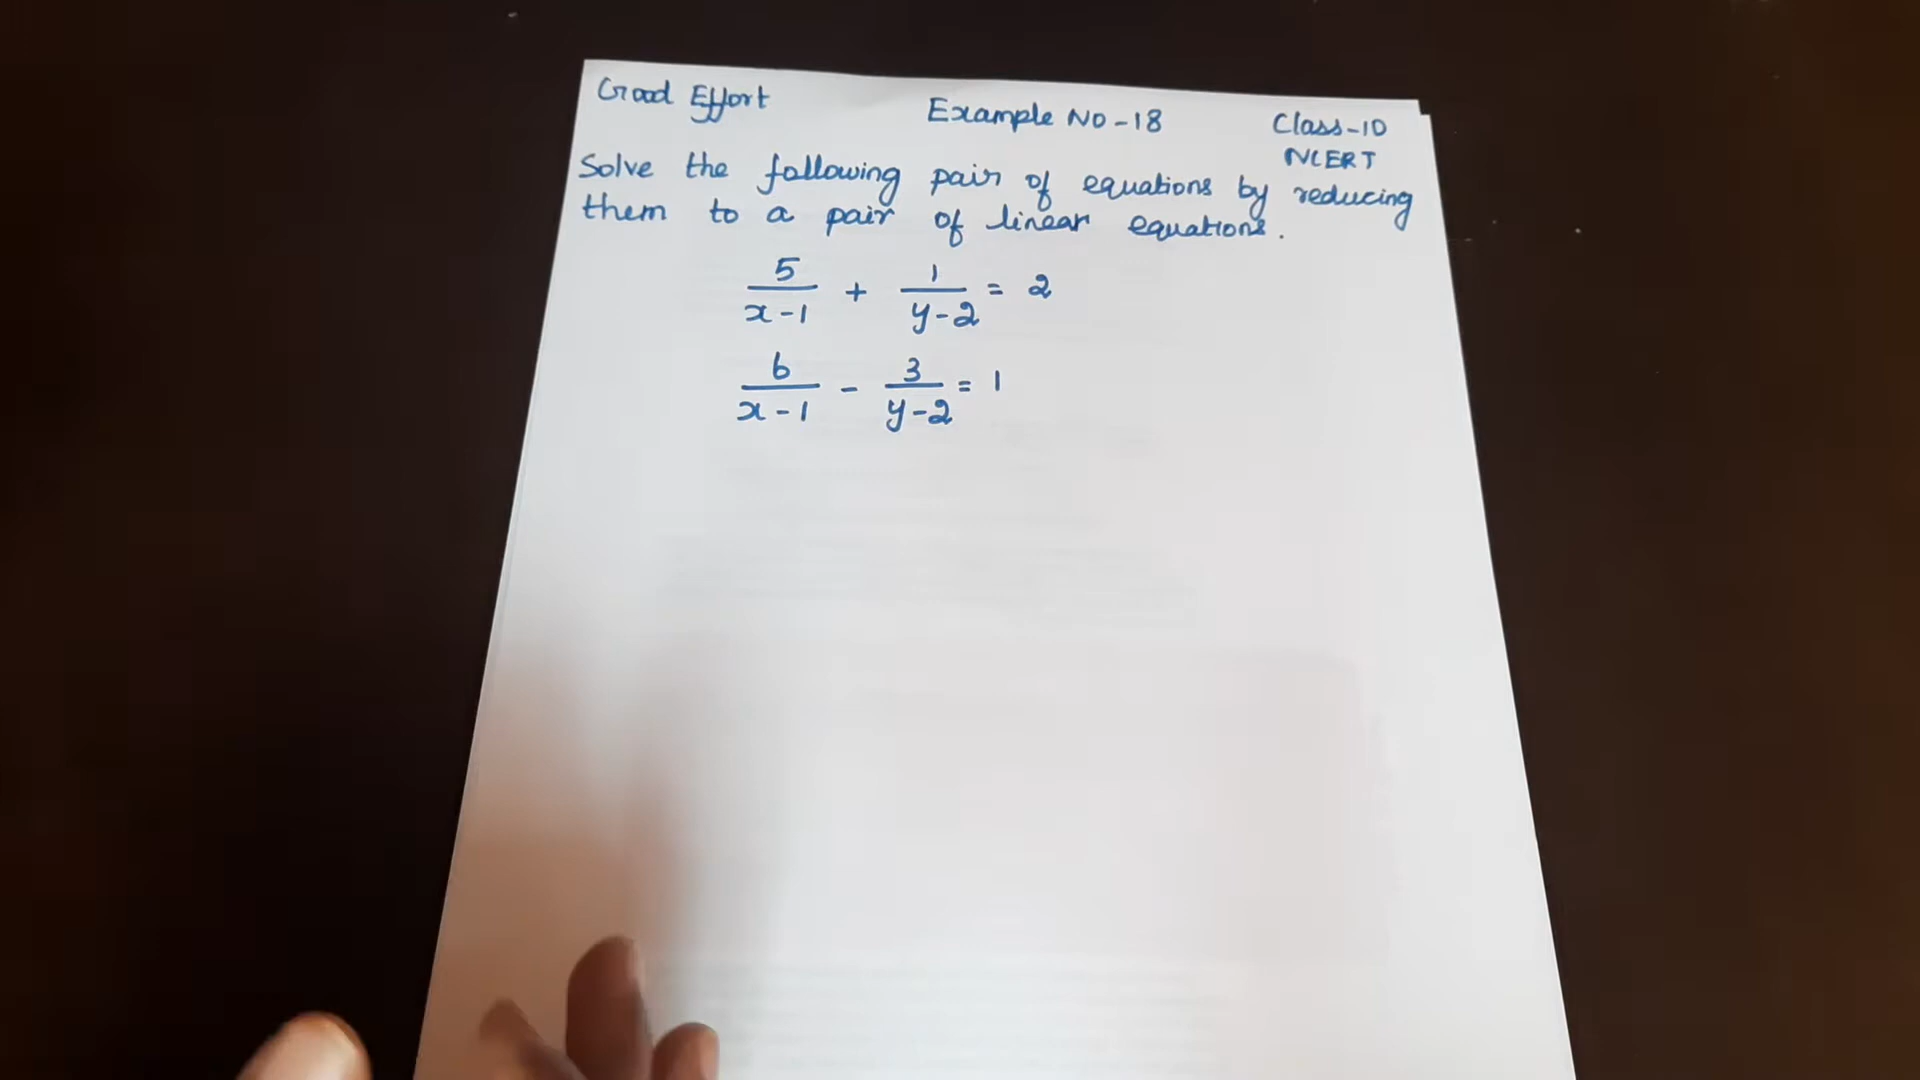 Good Effort Example No-18 Class-10
NCERT
Solve the following pair of equations by reducing
them to a pair of linear equations.
5/(x-1) + 1/(y-2) = 2
6/(x-1) - 3/(y-2) = 1